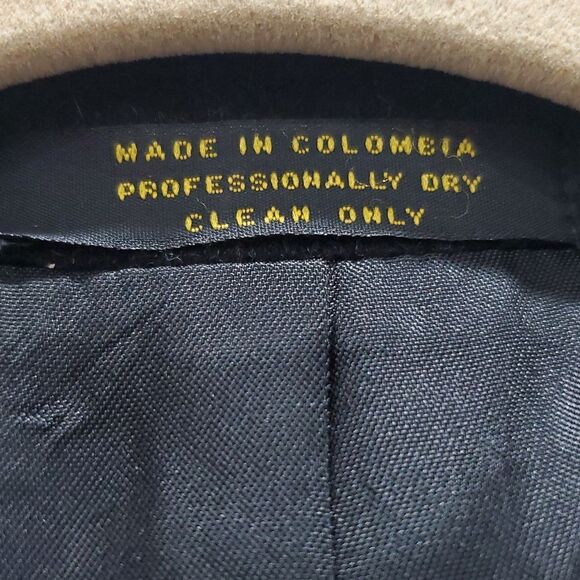 MADE IN COLOMBIA
PROFESSIONALLY DRY
CLEAN ONLY